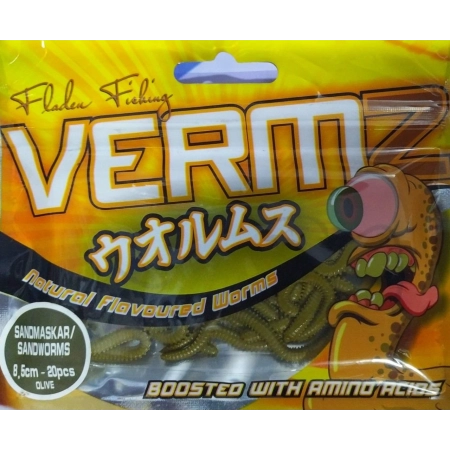 Fladen Fishing
VERMZ
ウオルムス
Natural Flavoured Worms
SANDMASKAR/
SANDWORMS
8,5cm - 20pcs
OLIVE
BOOSTED WITH AMINO ACIDS